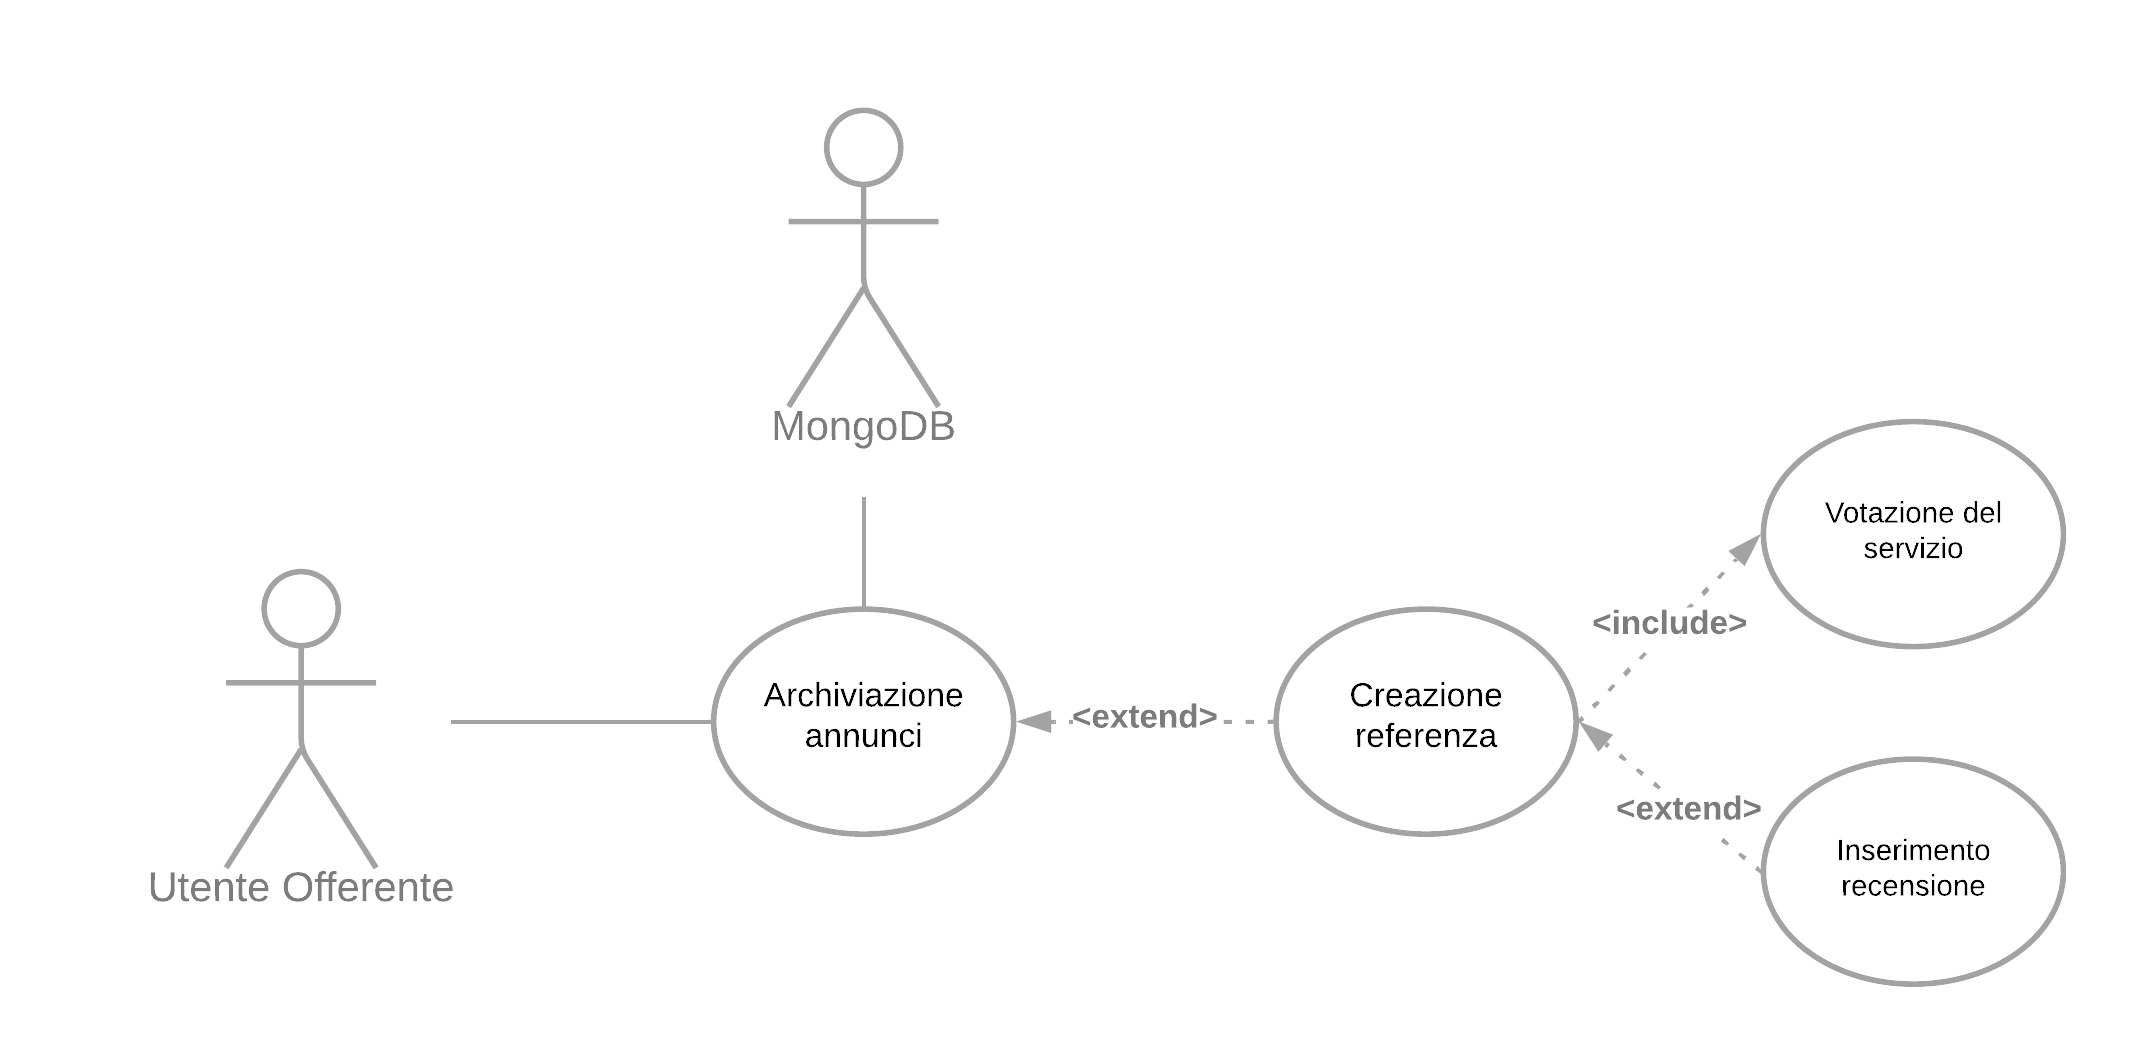 MongoDB
Votazione del
servizio
<include>
Archiviazione
annunci
<extend>
Creazione
referenza
<extend>
Inserimento
recensione
Utente Offerente